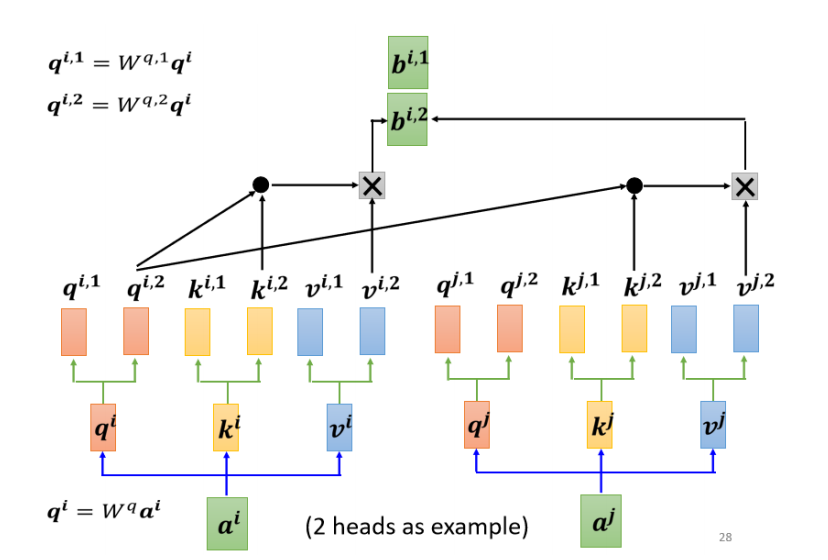 q^{i,1} = W^{q,1}q^i
q^{i,2} = W^{q,2}q^i
b^{i,1}
b^{i,2}
q^{i,1} q^{i,2} k^{i,1} k^{i,2} v^{i,1} v^{i,2} q^{j,1} q^{j,2} k^{j,1} k^{j,2} v^{j,1} v^{j,2}
q^i k^i v^i q^j k^j v^j
q^i = W^q a^i
a^i (2 heads as example) a^j
28